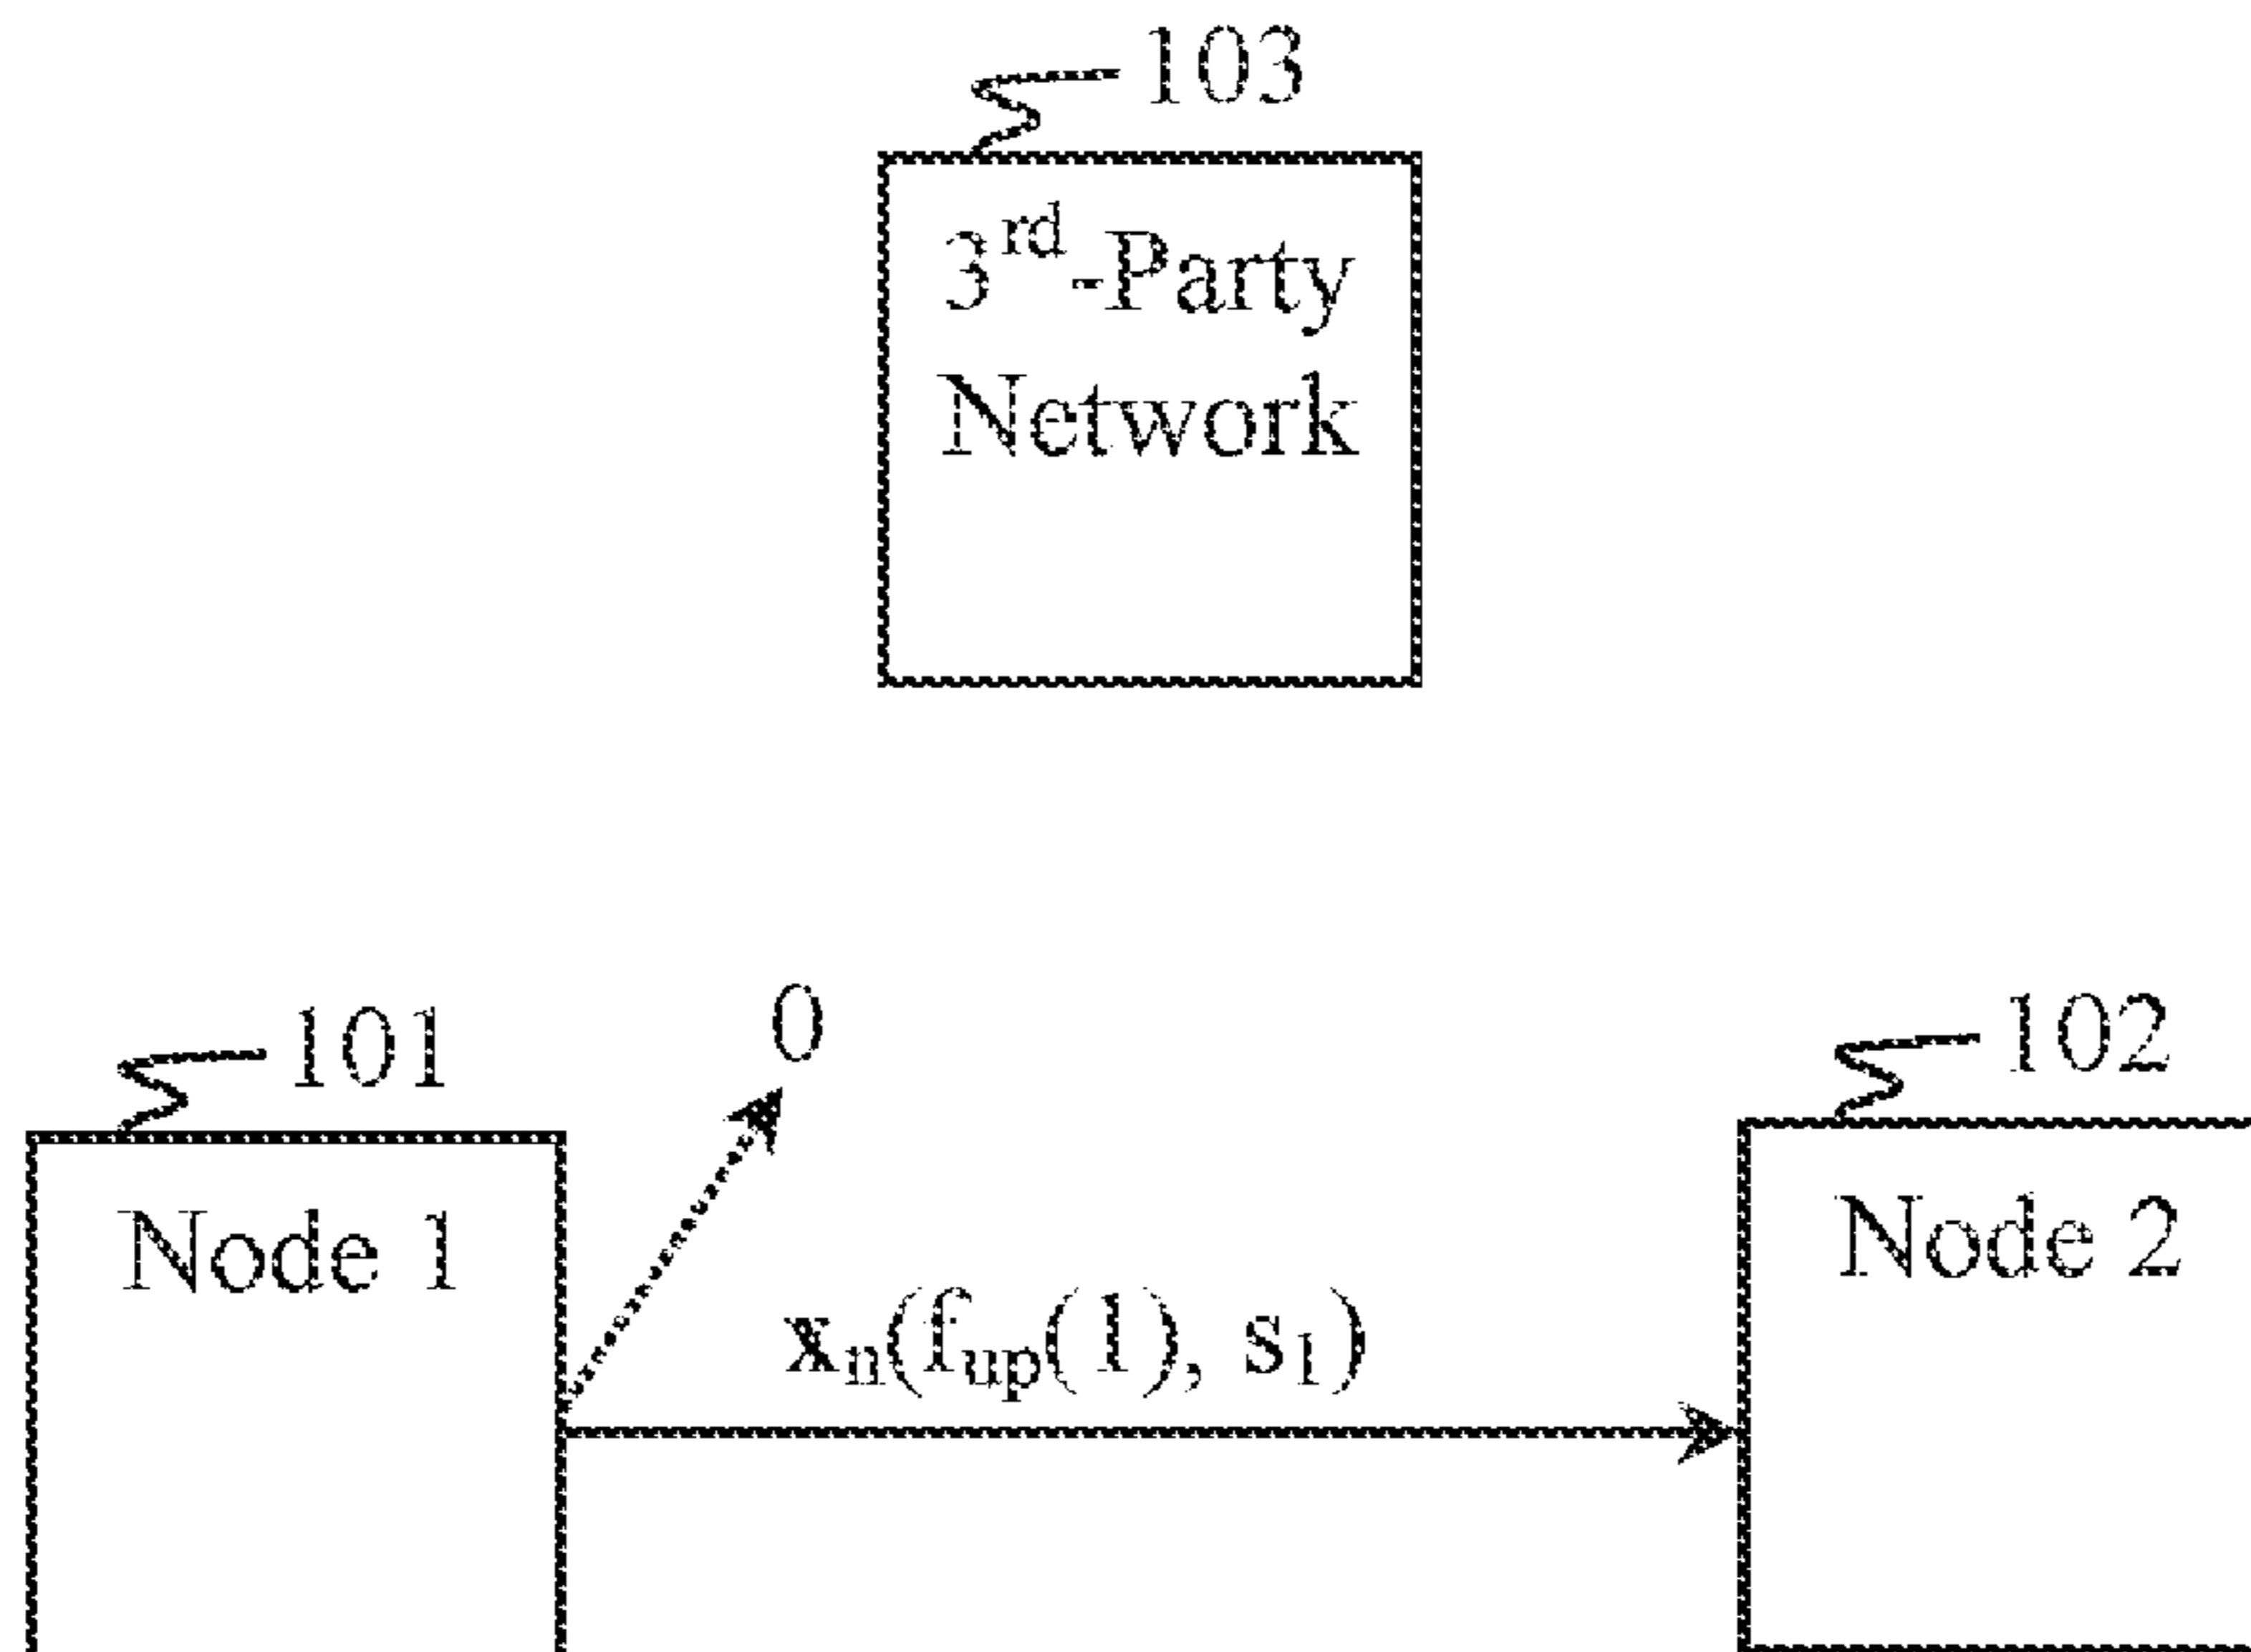 103
3rd-Party
Network
0
101
102
Node 1
Node 2
xn(fup(1), s1)